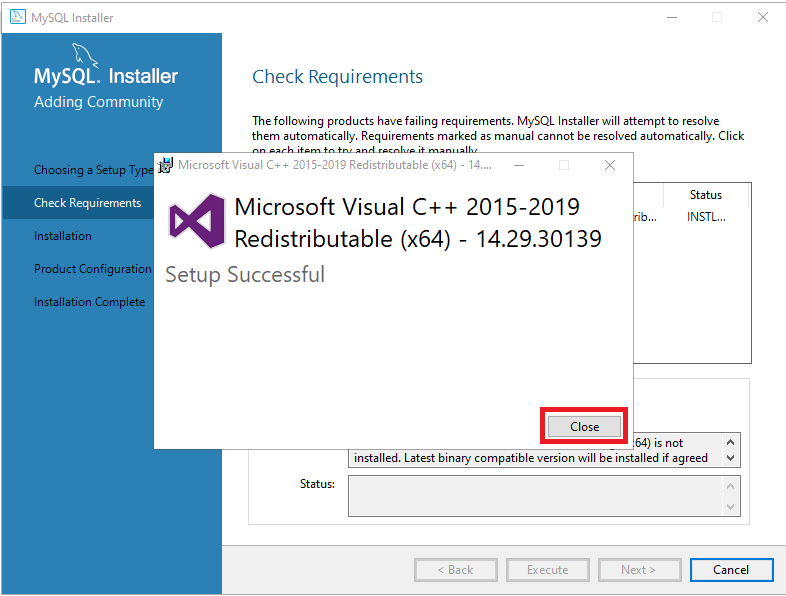 MySQL Installer
MySQL. Installer
Adding Community
Choosing a Setup Type
Check Requirements
Installation
Product Configuration
Installation Complete
Check Requirements
The following products have failing requirements. MySQL Installer will attempt to resolve
them automatically. Requirements marked as manual cannot be resolved automatically. Click
on each item to try and resolve it manually.
Status
rib...
INSTL...
Microsoft Visual C++ 2015-2019 Redistributable (x64) - 14....
Microsoft Visual C++ 2015-2019
Redistributable (x64) - 14.29.30139
Setup Successful
Close
64) is not
installed. Latest binary compatible version will be installed if agreed
Status:
< Back
Execute
Next >
Cancel